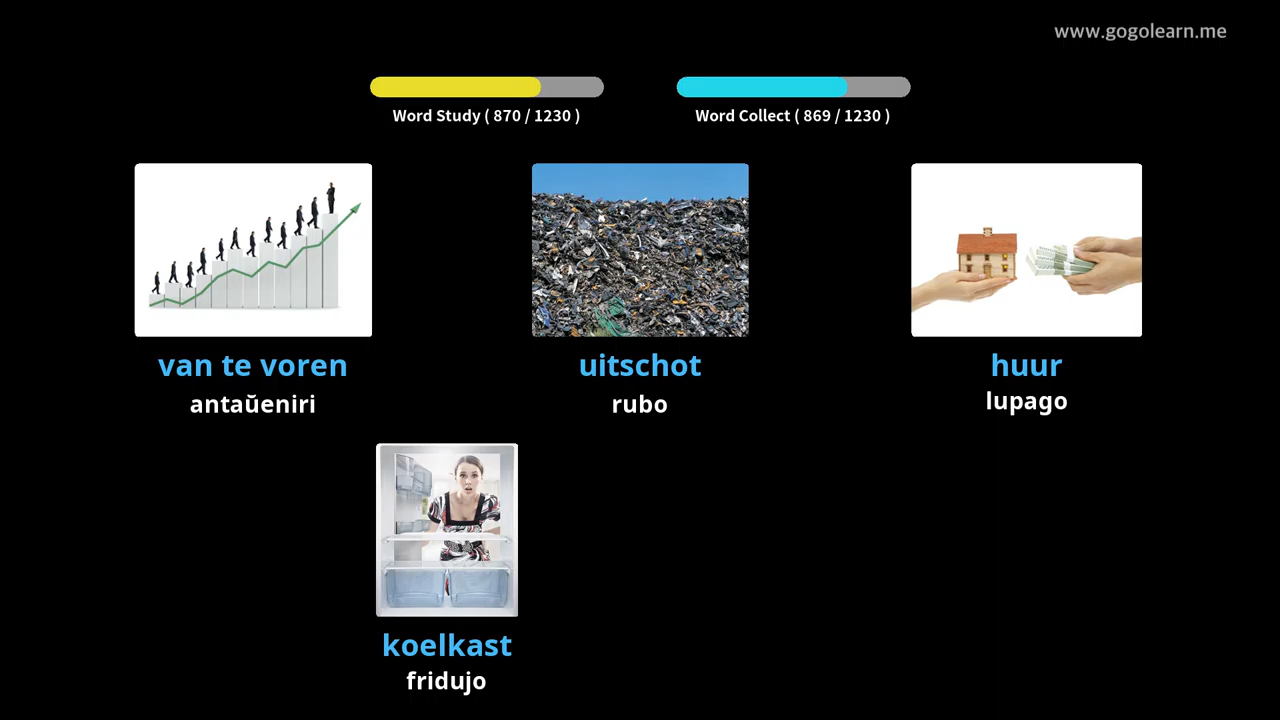 www.gogolearn.me
Word Study ( 870 / 1230 )
Word Collect ( 869 / 1230 )
van te voren
antaŭeniri
uitschot
rubo
huur
lupago
koelkast
fridujo